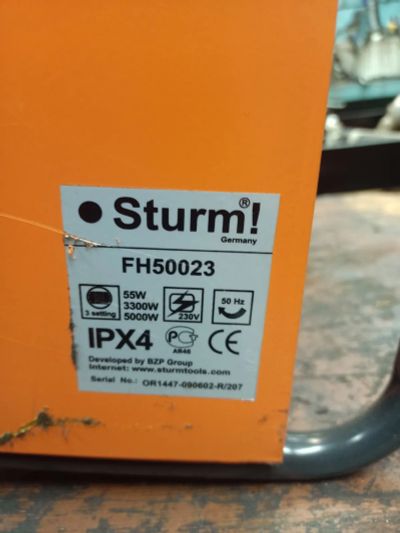 Sturm!®
Germany
FH50023
3 setting
55W
3300W
5000W
230V
50 Hz
IPX4
АЯ46
CE
Developed by BZP Group
Internet: www.sturmtools.com
Serial No.: OR1447-090602-R/207